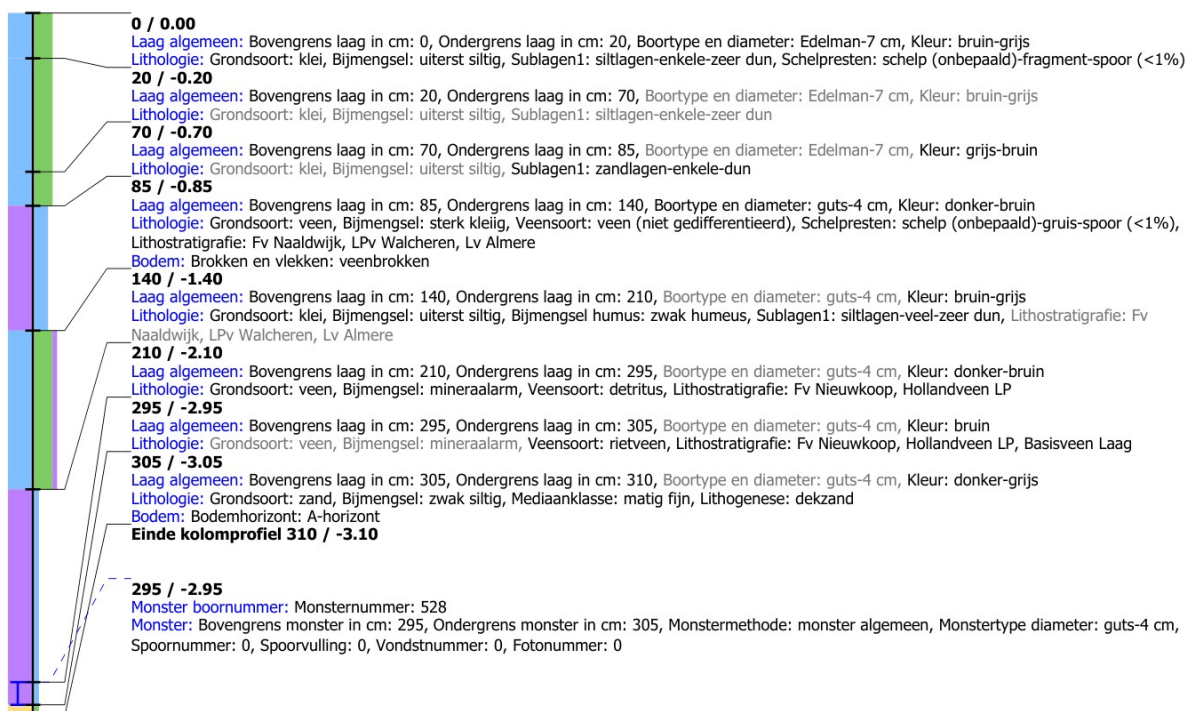 0 / 0.00
Laag algemeen: Bovengrens laag in cm: 0, Ondergrens laag in cm: 20, Boortype en diameter: Edelman-7 cm, Kleur: bruin-grijs
Lithologie: Grondsoort: klei, Bijmengsel: uiterst siltig, Sublagen1: siltlagen-enkele-zeer dun, Schelpresten: schelp (onbepaald)-fragment-spoor (<1%)
20 / -0.20
Laag algemeen: Bovengrens laag in cm: 20, Ondergrens laag in cm: 70, Boortype en diameter: Edelman-7 cm, Kleur: bruin-grijs
Lithologie: Grondsoort: klei, Bijmengsel: uiterst siltig, Sublagen1: siltlagen-enkele-zeer dun
70 / -0.70
Laag algemeen: Bovengrens laag in cm: 70, Ondergrens laag in cm: 85, Boortype en diameter: Edelman-7 cm, Kleur: grijs-bruin
Lithologie: Grondsoort: klei, Bijmengsel: uiterst siltig, Sublagen1: zandlagen-enkele-dun
85 / -0.85
Laag algemeen: Bovengrens laag in cm: 85, Ondergrens laag in cm: 140, Boortype en diameter: guts-4 cm, Kleur: donker-bruin
Lithologie: Grondsoort: veen, Bijmengsel: sterk kleiig, Veensoort: veen (niet gedifferentieerd), Schelpresten: schelp (onbepaald)-gruis-spoor (<1%),
Lithostratigrafie: Fv Naaldwijk, LPv Walcheren, Lv Almere
Bodem: Brokken en vlekken: veenbrokken
140 / -1.40
Laag algemeen: Bovengrens laag in cm: 140, Ondergrens laag in cm: 210, Boortype en diameter: guts-4 cm, Kleur: bruin-grijs
Lithologie: Grondsoort: klei, Bijmengsel: uiterst siltig, Bijmengsel humus: zwak humeus, Sublagen1: siltlagen-veel-zeer dun, Lithostratigrafie: Fv
Naaldwijk, LPv Walcheren, Lv Almere
210 / -2.10
Laag algemeen: Bovengrens laag in cm: 210, Ondergrens laag in cm: 295, Boortype en diameter: guts-4 cm, Kleur: donker-bruin
Lithologie: Grondsoort: veen, Bijmengsel: mineraalarm, Veensoort: detritus, Lithostratigrafie: Fv Nieuwkoop, Hollandveen LP
295 / -2.95
Laag algemeen: Bovengrens laag in cm: 295, Ondergrens laag in cm: 305, Boortype en diameter: guts-4 cm, Kleur: bruin
Lithologie: Grondsoort: veen, Bijmengsel: mineraalarm, Veensoort: rietveen, Lithostratigrafie: Fv Nieuwkoop, Hollandveen LP, Basisveen Laag
305 / -3.05
Laag algemeen: Bovengrens laag in cm: 305, Ondergrens laag in cm: 310, Boortype en diameter: guts-4 cm, Kleur: donker-grijs
Lithologie: Grondsoort: zand, Bijmengsel: zwak siltig, Mediaanklasse: matig fijn, Lithogenese: dekzand
Bodem: Bodemhorizont: A-horizont
Einde kolomprofiel 310 / -3.10
295 / -2.95
Monster boornummer: Monsternummer: 528
Monster: Bovengrens monster in cm: 295, Ondergrens monster in cm: 305, Monstermethode: monster algemeen, Monstertype diameter: guts-4 cm,
Spoornummer: 0, Spoorvulling: 0, Vondstnummer: 0, Fotonummer: 0